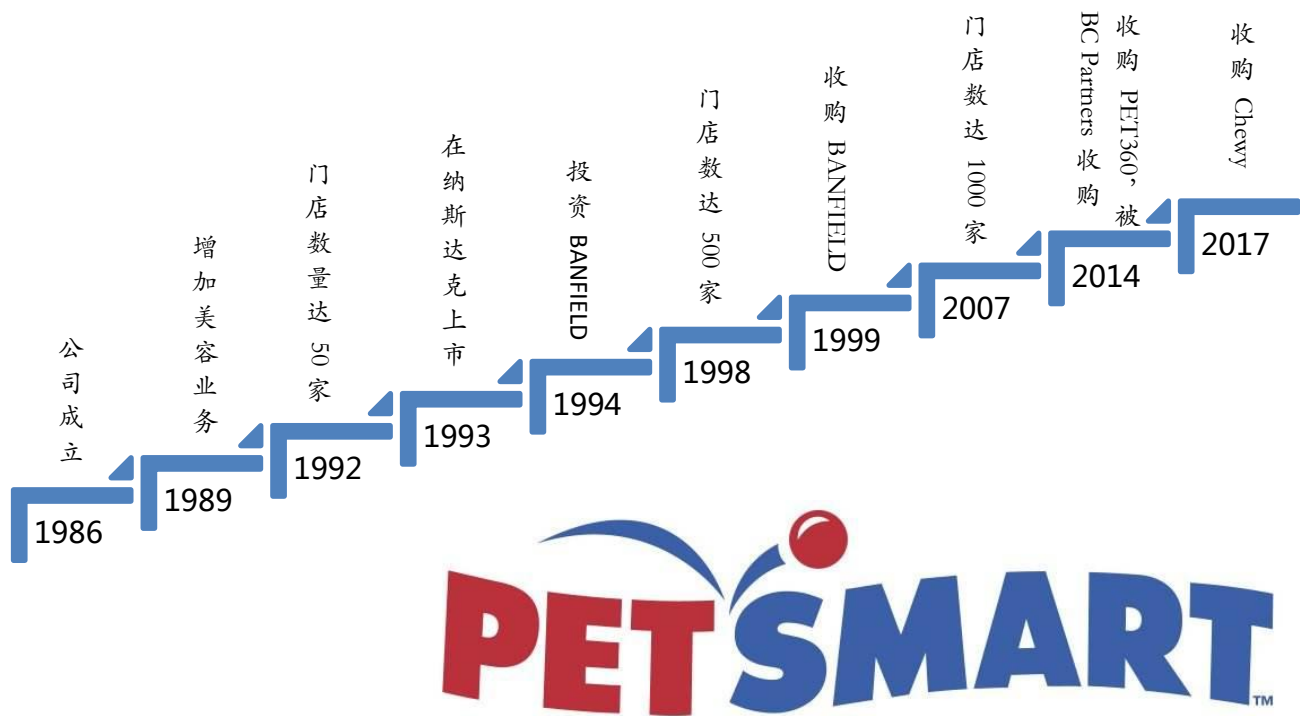 公司成立
1986
增加美容业务
1989
门店数量达 50 家
1992
在纳斯达克上市
1993
投资 BANFIELD
1994
门店数达 500 家
1998
收购 BANFIELD
1999
门店数达 1000 家
2007
收购 PET360，被
BC Partners 收购
2014
收购 Chewy
2017
PETSMART™